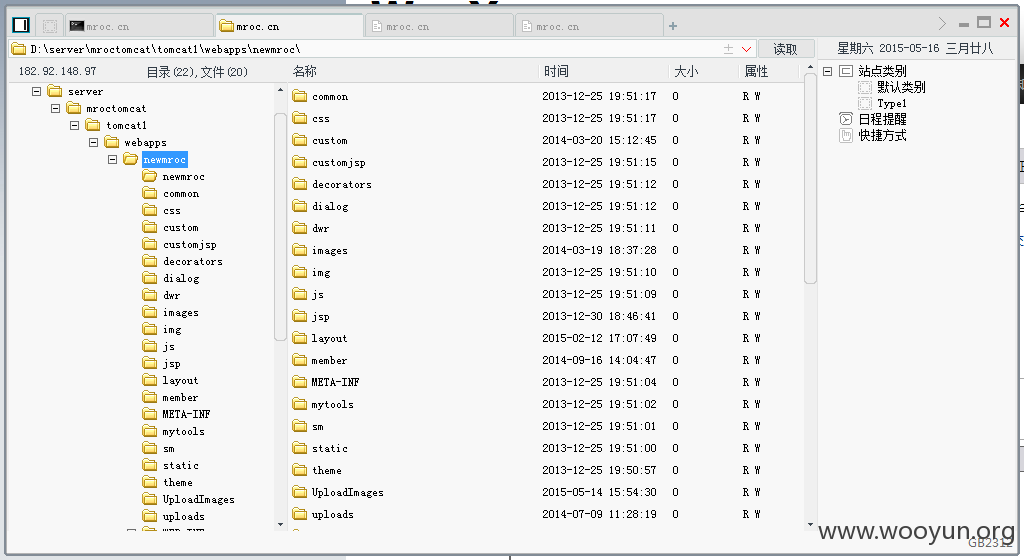 mroc.cn mroc.cn mroc.cn mroc.cn
D:\server\mroctomcat\tomcat1\webapps\newmroc\ 读取 星期六 2015-05-16 三月廿八
182.92.148.97 目录(22),文件(20) 名称 时间 大小 属性
server
mroctomcat
tomcat1
webapps
newmroc
newmroc
common
css
custom
customjsp
decorators
dialog
dwr
images
img
js
jsp
layout
member
META-INF
mytools
sm
static
theme
UploadImages
uploads
common 2013-12-25 19:51:17 0 R W
css 2013-12-25 19:51:17 0 R W
custom 2014-03-20 15:12:45 0 R W
customjsp 2013-12-25 19:51:15 0 R W
decorators 2013-12-25 19:51:12 0 R W
dialog 2013-12-25 19:51:12 0 R W
dwr 2013-12-25 19:51:11 0 R W
images 2014-03-19 18:37:28 0 R W
img 2013-12-25 19:51:10 0 R W
js 2013-12-25 19:51:09 0 R W
jsp 2013-12-30 18:46:41 0 R W
layout 2015-02-12 17:07:49 0 R W
member 2014-09-16 14:04:47 0 R W
META-INF 2013-12-25 19:51:04 0 R W
mytools 2013-12-25 19:51:02 0 R W
sm 2013-12-25 19:51:01 0 R W
static 2013-12-25 19:51:00 0 R W
theme 2013-12-25 19:50:57 0 R W
UploadImages 2015-05-14 15:54:30 0 R W
uploads 2014-07-09 11:28:19 0 R W
站点类别
默认类别
Type1
日程提醒
快捷方式
www.wooyun.org
GB2312